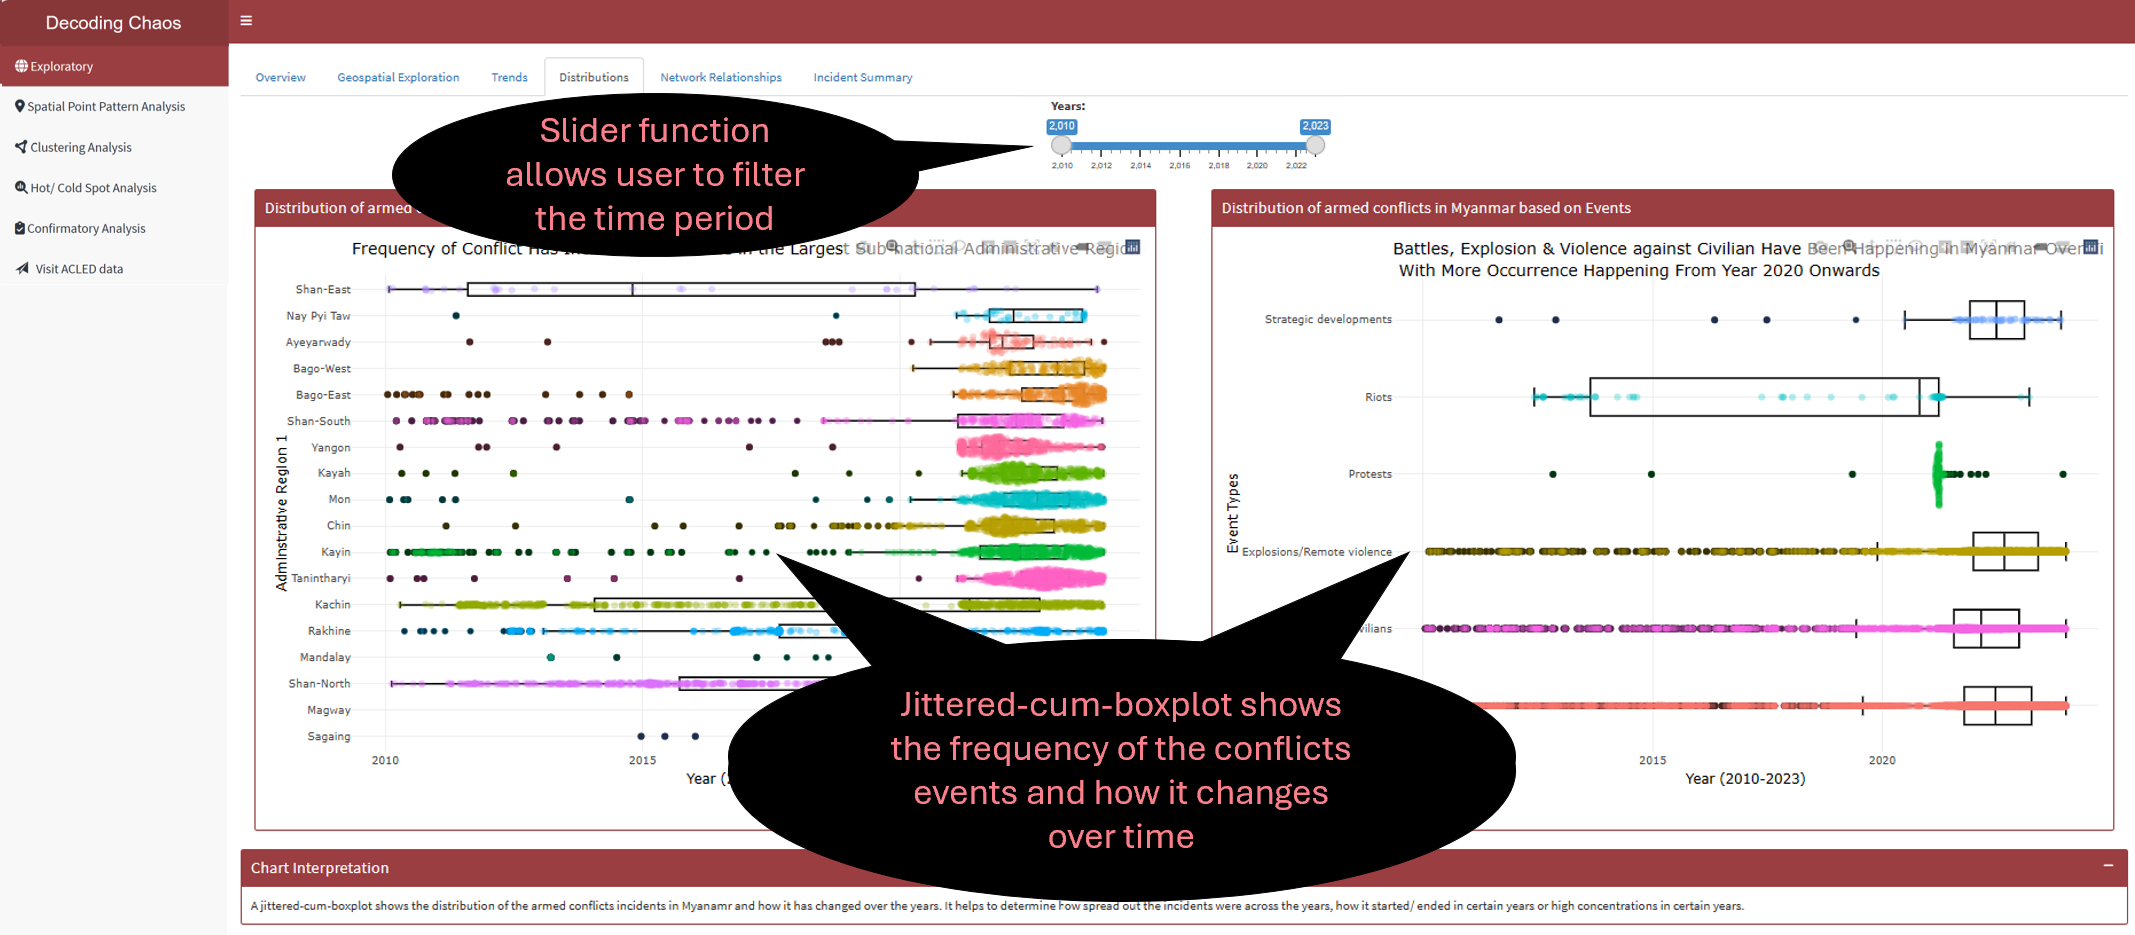 Decoding Chaos
Exploratory
Spatial Point Pattern Analysis
Clustering Analysis
Hot/ Cold Spot Analysis
Confirmatory Analysis
Visit ACLED data
Overview
Geospatial Exploration
Trends
Distributions
Network Relationships
Incident Summary
Slider function
allows user to filter
the time period
Years:
2,010
2,023
2,010 2,012 2,014 2,016 2,018 2,020 2,022
Distribution of armed
Frequency of Conflict Has in the Largest Sub-national Administrative
Shan-East
Nay Pyi Taw
Ayeyarwady
Bago-West
Bago-East
Shan-South
Yangon
Kayah
Mon
Chin
Kayin
Tanintharyi
Kachin
Rakhine
Mandalay
Shan-North
Magway
Sagaing
Adminstrative Region 1
2010
2015
Year
Distribution of armed conflicts in Myanmar based on Events
Battles, Explosion & Violence against Civilian Have Been Happening in Myanmar
With More Occurrence Happening From Year 2020 Onwards
Strategic developments
Riots
Protests
Explosions/Remote violence
vilians
Event Types
2015
2020
Year (2010-2023)
Jittered-cum-boxplot shows
the frequency of the conflicts
events and how it changes
over time
Chart Interpretation
A jittered-cum-boxplot shows the distribution of the armed conflicts incidents in Myanamr and how it has changed over the years. It helps to determine how spread out the incidents were across the years, how it started/ ended in certain years or high concentrations in certain years.